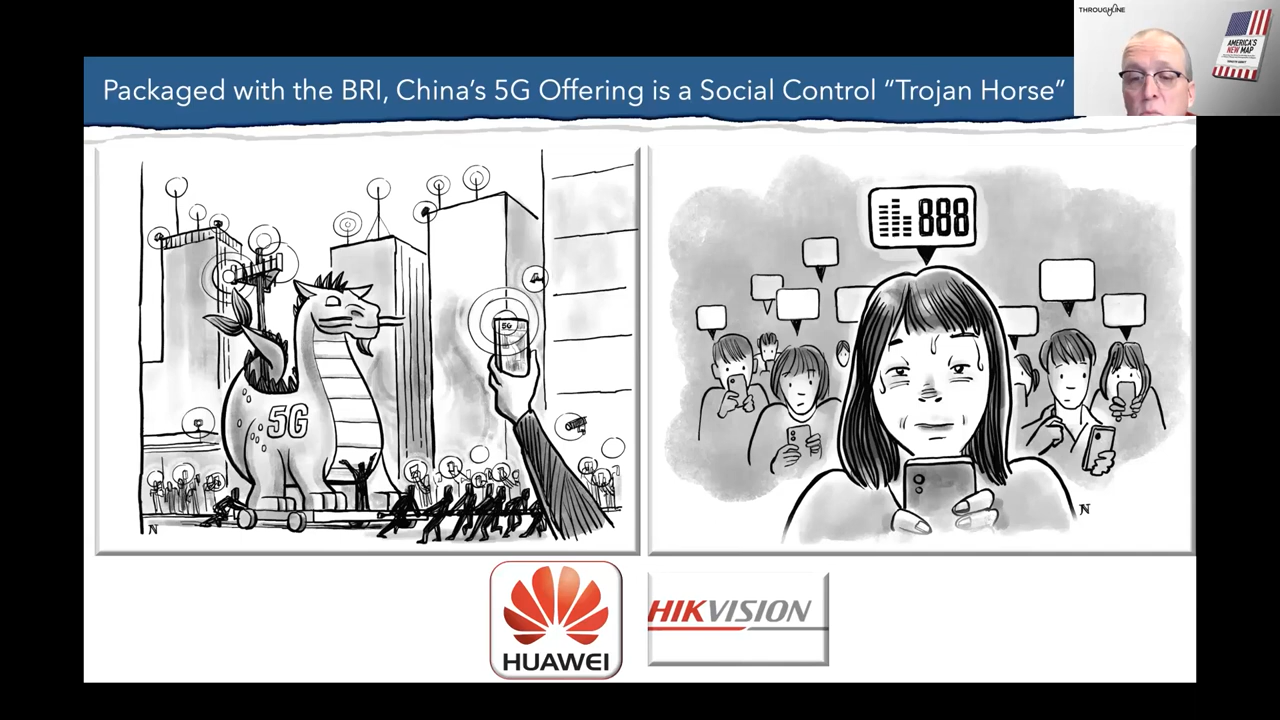 THROUGHLINE
AMERICA'S
NEW MAP
Packaged with the BRI, China's 5G Offering is a Social Control "Trojan Horse"
888
5G
5G
HUAWEI
HIKVISION